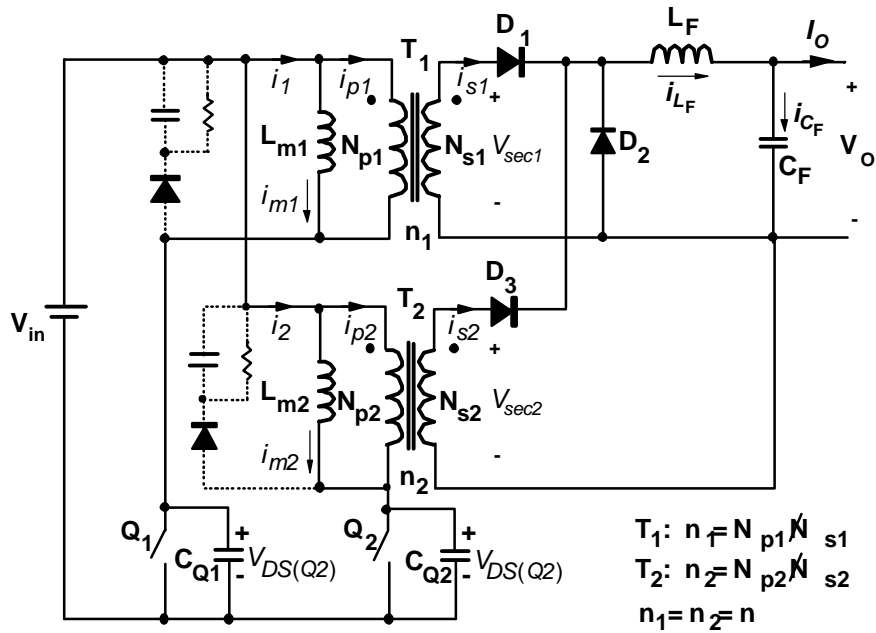 D1
LF
IO
T1
i1
ip1
is1
+
iLF
iCF
+
Lm1
Np1
Ns1
Vsec1
D2
CF
VO
im1
-
-
n1
D3
T2
Vin
i2
ip2
is2
+
Lm2
Np2
Ns2
Vsec2
im2
-
n2
Q1
+
Q2
+
CQ1
VDS(Q2)
CQ2
VDS(Q2)
-
-
T1: n1= Np1/Ns1
T2: n2= Np2/Ns2
n1= n2= n